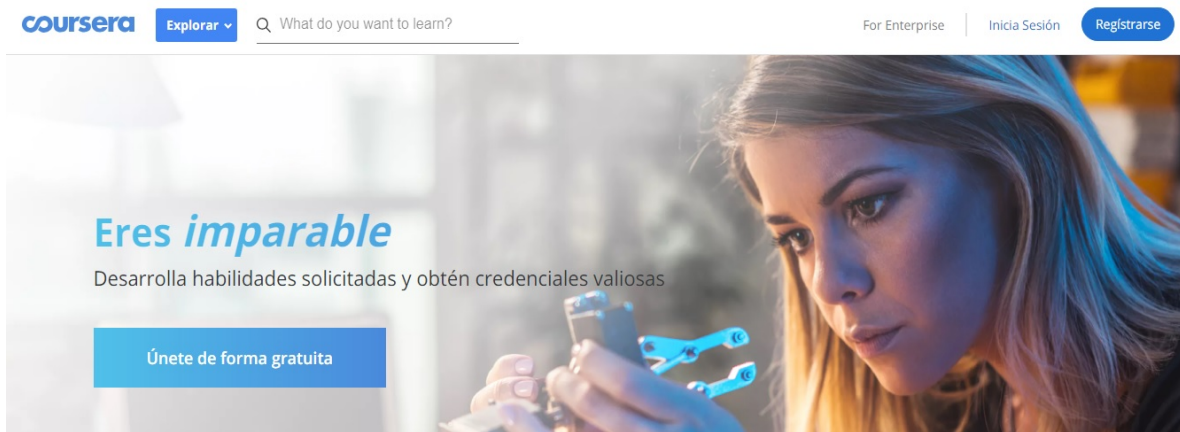 coursera Explorar What do you want to learn? For Enterprise Inicia Sesión Regístrarse
Eres imparable
Desarrolla habilidades solicitadas y obtén credenciales valiosas
Únete de forma gratuita